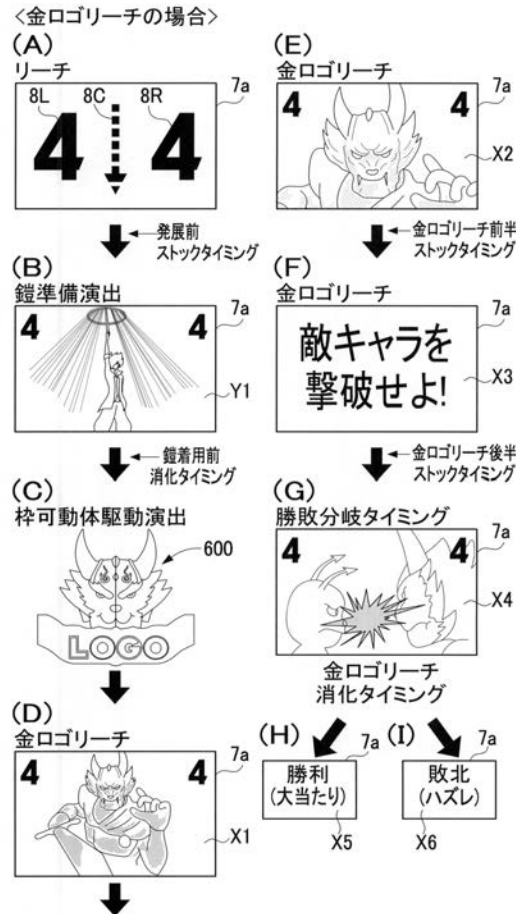 <金ロゴリーチの場合>
(A)
リーチ
8L 8C 8R 7a
4 4
発展前
ストックタイミング
(B)
鎧準備演出
7a
4 4
Y1
鎧着用前
消化タイミング
(C)
枠可動体駆動演出
600
LOGO
(D)
金ロゴリーチ
7a
4 4
X1
(E)
金ロゴリーチ
7a
4 4
X2
金ロゴリーチ前半
ストックタイミング
(F)
金ロゴリーチ
7a
敵キャラを
撃破せよ!
X3
金ロゴリーチ後半
ストックタイミング
(G)
勝敗分岐タイミング
7a
4 4
X4
金ロゴリーチ
消化タイミング
(H) 7a (I) 7a
勝利 敗北
(大当たり) (ハズレ)
X5 X6